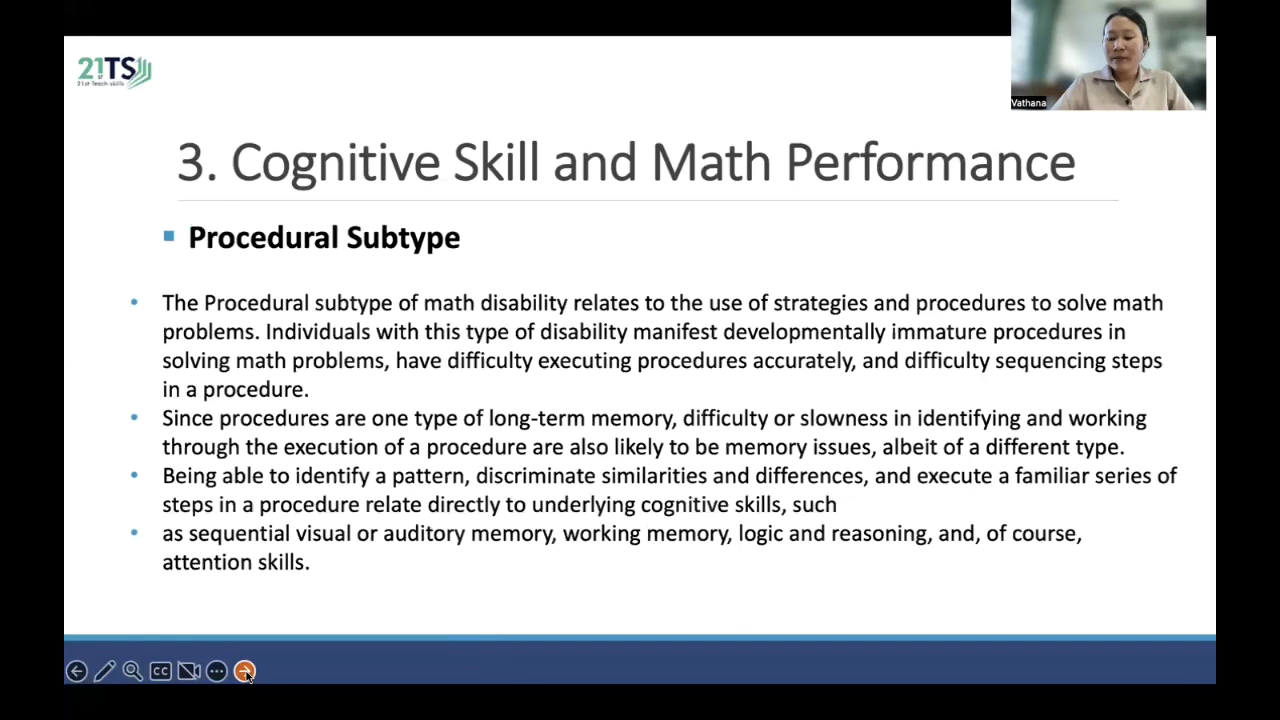 21TS
st
21st Teach skills
Vathana
3. Cognitive Skill and Math Performance
Procedural Subtype
The Procedural subtype of math disability relates to the use of strategies and procedures to solve math
problems. Individuals with this type of disability manifest developmentally immature procedures in
solving math problems, have difficulty executing procedures accurately, and difficulty sequencing steps
in a procedure.
Since procedures are one type of long-term memory, difficulty or slowness in identifying and working
through the execution of a procedure are also likely to be memory issues, albeit of a different type.
Being able to identify a pattern, discriminate similarities and differences, and execute a familiar series of
steps in a procedure relate directly to underlying cognitive skills, such
as sequential visual or auditory memory, working memory, logic and reasoning, and, of course,
attention skills.
CC